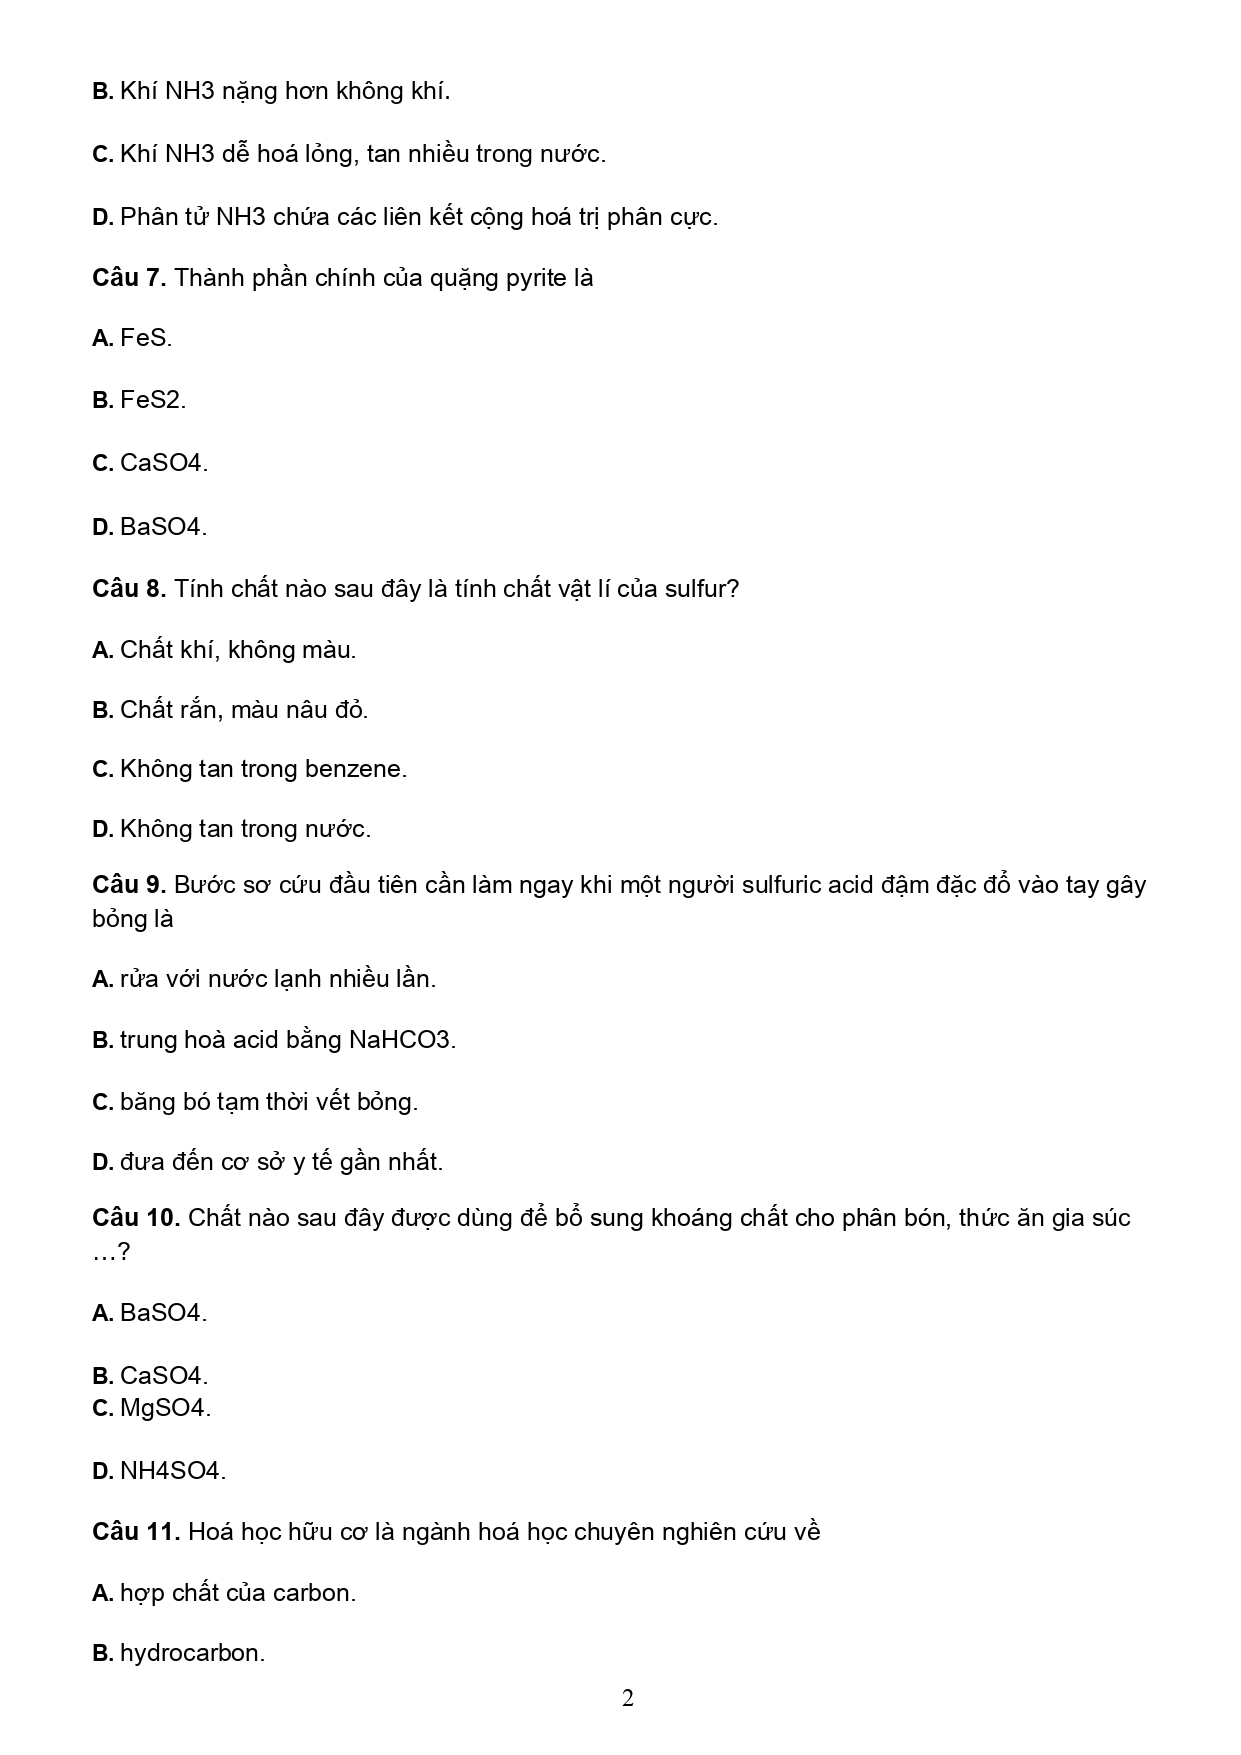 B. Khí NH3 nặng hơn không khí.
C. Khí NH3 dễ hoá lỏng, tan nhiều trong nước.
D. Phân tử NH3 chứa các liên kết cộng hoá trị phân cực.
Câu 7. Thành phần chính của quặng pyrite là
A. FeS.
B. FeS2.
C. CaSO4.
D. BaSO4.
Câu 8. Tính chất nào sau đây là tính chất vật lí của sulfur?
A. Chất khí, không màu.
B. Chất rắn, màu nâu đỏ.
C. Không tan trong benzene.
D. Không tan trong nước.
Câu 9. Bước sơ cứu đầu tiên cần làm ngay khi một người sulfuric acid đậm đặc đổ vào tay gây
bỏng là
A. rửa với nước lạnh nhiều lần.
B. trung hoà acid bằng NaHCO3.
C. băng bó tạm thời vết bỏng.
D. đưa đến cơ sở y tế gần nhất.
Câu 10. Chất nào sau đây được dùng để bổ sung khoáng chất cho phân bón, thức ăn gia súc
…?
A. BaSO4.
B. CaSO4.
C. MgSO4.
D. NH4SO4.
Câu 11. Hoá học hữu cơ là ngành hoá học chuyên nghiên cứu về
A. hợp chất của carbon.
B. hydrocarbon.
2